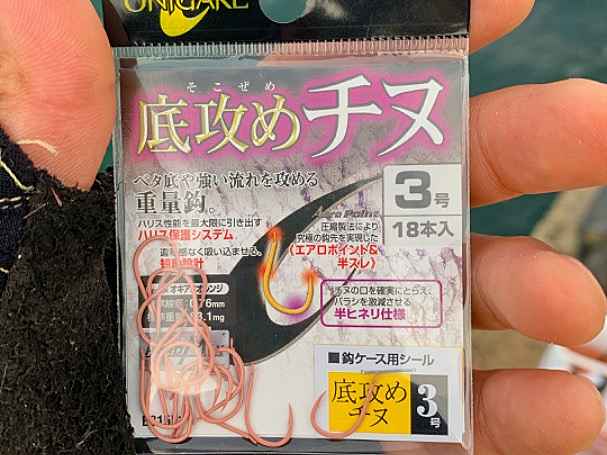 ONIGAKE
そこぜめ
底攻めチヌ
ベタ底や強い流れを攻める
重量鈎。
3号
18本入
ハリス性能を最大限に引き出す
ハリス保護システム
Aero Point
圧縮製法により
究極の鈎先を実現した
〈エアロポイント&
半スレ〉
チヌの口を確実にとらえ、
バラシを激減させる
半ヒネリ仕様
■鈎ケース用シール
底攻め
チヌ
3号